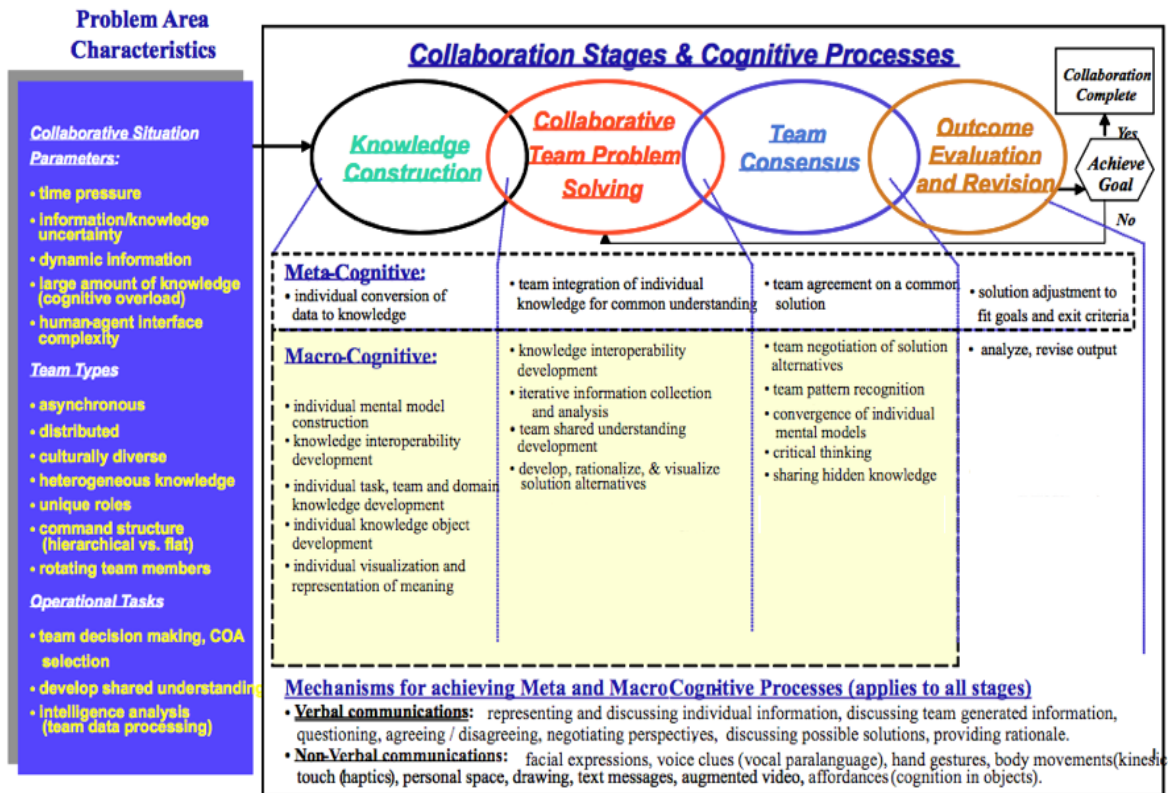 Problem Area
Characteristics
Collaborative Situation
Parameters:
• time pressure
• information/knowledge
uncertainty
• dynamic information
• large amount of knowledge
(cognitive overload)
• human-agent interface
complexity
Team Types
• asynchronous
• distributed
• culturally diverse
• heterogeneous knowledge
• unique roles
• command structure
(hierarchical vs. flat)
• rotating team members
Operational Tasks
• team decision making, COA
selection
• develop shared understanding
• intelligence analysis
(team data processing)
Collaboration Stages & Cognitive Processes
Knowledge
Construction
Collaborative
Team Problem
Solving
Team
Consensus
Outcome
Evaluation
and Revision
Collaboration
Complete
Yes
Achieve
Goal
No
Meta-Cognitive:
• individual conversion of
data to knowledge
• team integration of individual
knowledge for common understanding
• team agreement on a common
solution
• solution adjustment to
fit goals and exit criteria
Macro-Cognitive:
• individual mental model
construction
• knowledge interoperability
development
• individual task, team and domain
knowledge development
• individual knowledge object
development
• individual visualization and
representation of meaning
• knowledge interoperability
development
• iterative information collection
and analysis
• team shared understanding
development
• develop, rationalize, & visualize
solution alternatives
• team negotiation of solution
alternatives
• team pattern recognition
• convergence of individual
mental models
• critical thinking
• sharing hidden knowledge
• analyze, revise output
Mechanisms for achieving Meta and Macro Cognitive Processes (applies to all stages)
• Verbal communications: representing and discussing individual information, discussing team generated information,
questioning, agreeing / disagreeing, negotiating perspectives, discussing possible solutions, providing rationale.
• Non-Verbal communications: facial expressions, voice clues (vocal paralanguage), hand gestures, body movements(kinesic
touch (haptics), personal space, drawing, text messages, augmented video, affordances (cognition in objects).